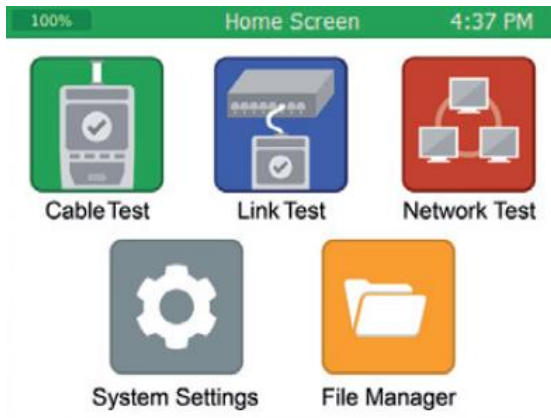 100% Home Screen 4:37 PM
Cable Test Link Test Network Test
System Settings File Manager